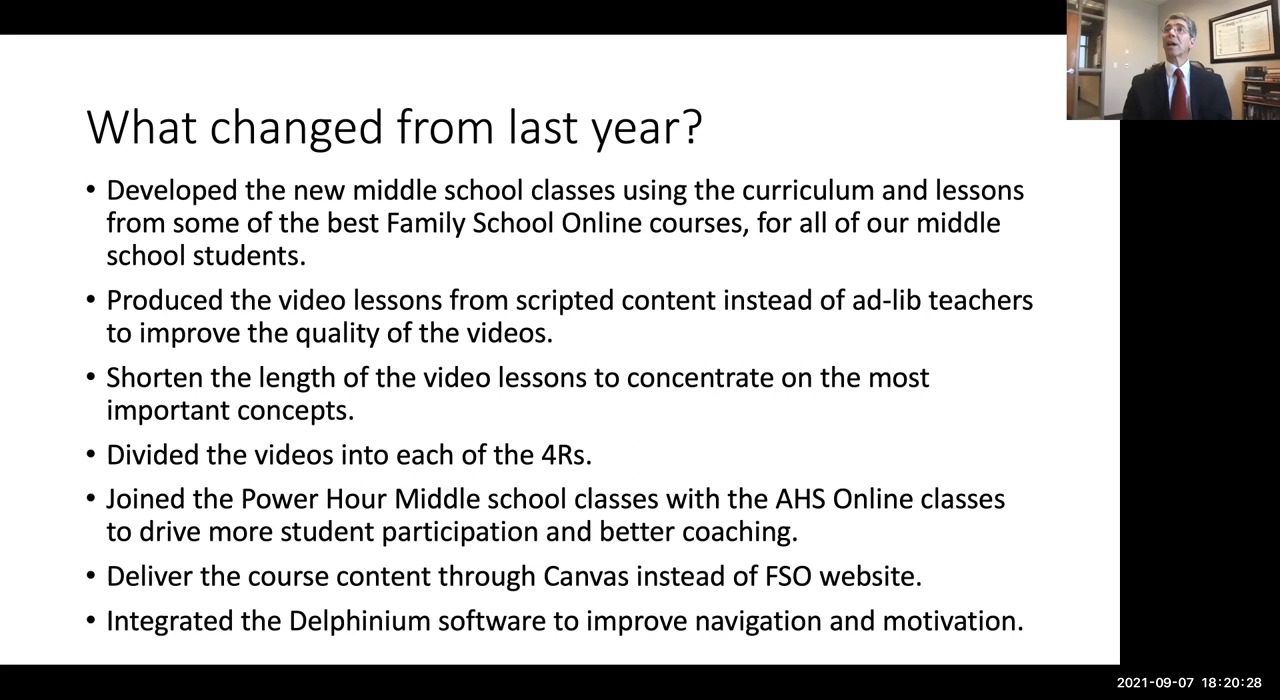 What changed from last year?
• Developed the new middle school classes using the curriculum and lessons
from some of the best Family School Online courses, for all of our middle
school students.
• Produced the video lessons from scripted content instead of ad-lib teachers
to improve the quality of the videos.
• Shorten the length of the video lessons to concentrate on the most
important concepts.
• Divided the videos into each of the 4Rs.
• Joined the Power Hour Middle school classes with the AHS Online classes
to drive more student participation and better coaching.
• Deliver the course content through Canvas instead of FSO website.
• Integrated the Delphinium software to improve navigation and motivation.
2021-09-07 18:20:28